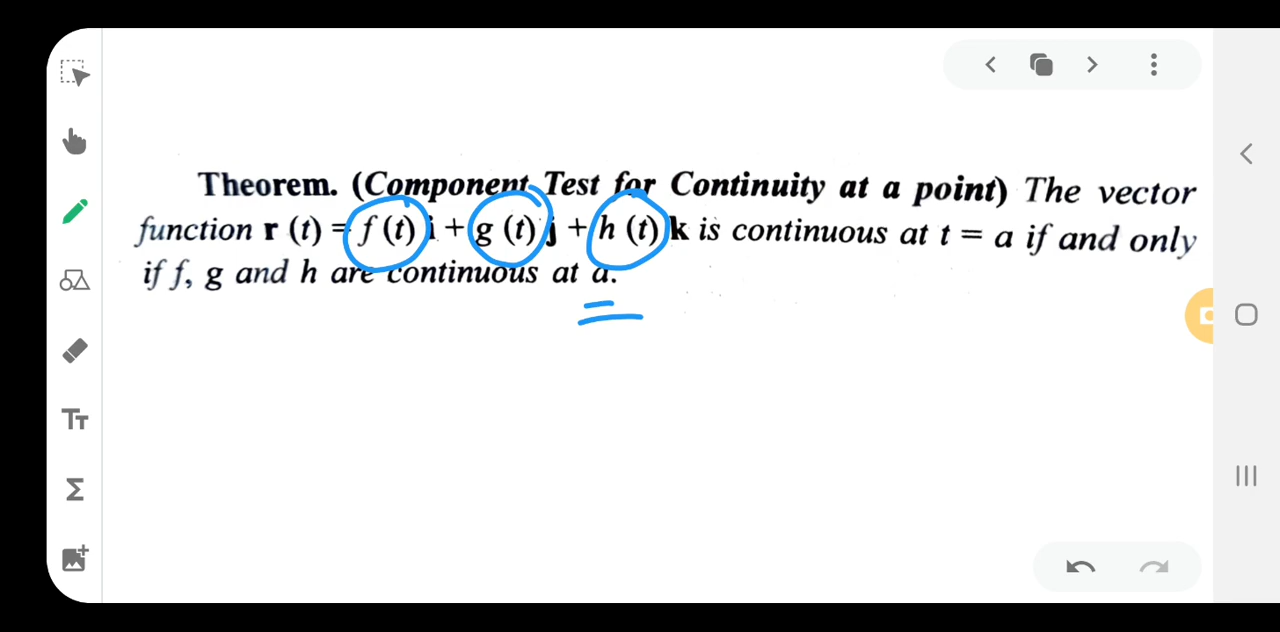 Theorem. (Component Test for Continuity at a point) The vector
function r (t) = f (t) i + g (t) j + h (t) k is continuous at t = a if and only
if f, g and h are continuous at a.
TT
Σ